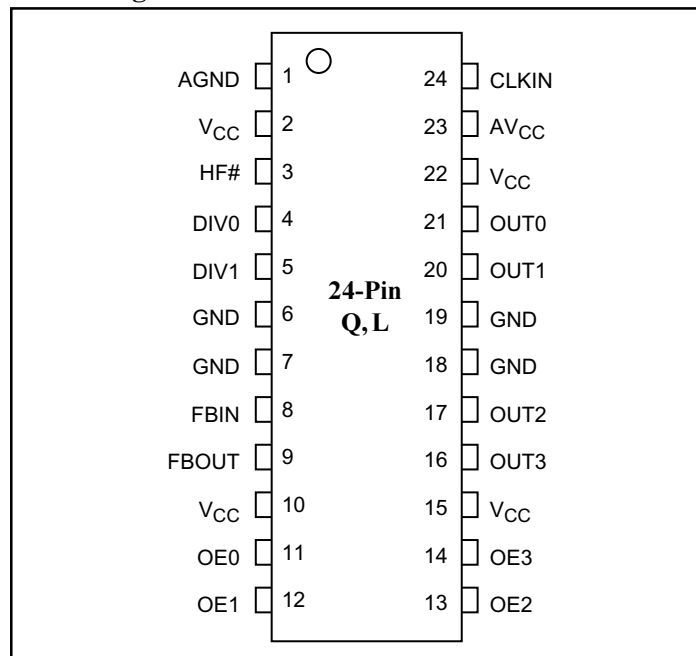 AGND 1 24 CLKIN
VCC 2 23 AVCC
HF# 3 22 VCC
DIV0 4 21 OUT0
DIV1 5 20 OUT1
24-Pin
Q, L
GND 6 19 GND
GND 7 18 GND
FBIN 8 17 OUT2
FBOUT 9 16 OUT3
VCC 10 15 VCC
OE0 11 14 OE3
OE1 12 13 OE2